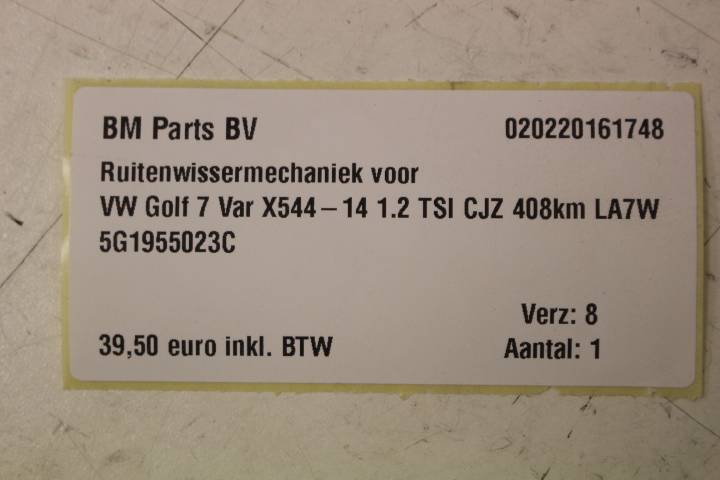 BM Parts BV 020220161748
Ruitenwissermechaniek voor
VW Golf 7 Var X544-14 1.2 TSI CJZ 408km LA7W
5G1955023C
Verz: 8
39,50 euro inkl. BTW Aantal: 1